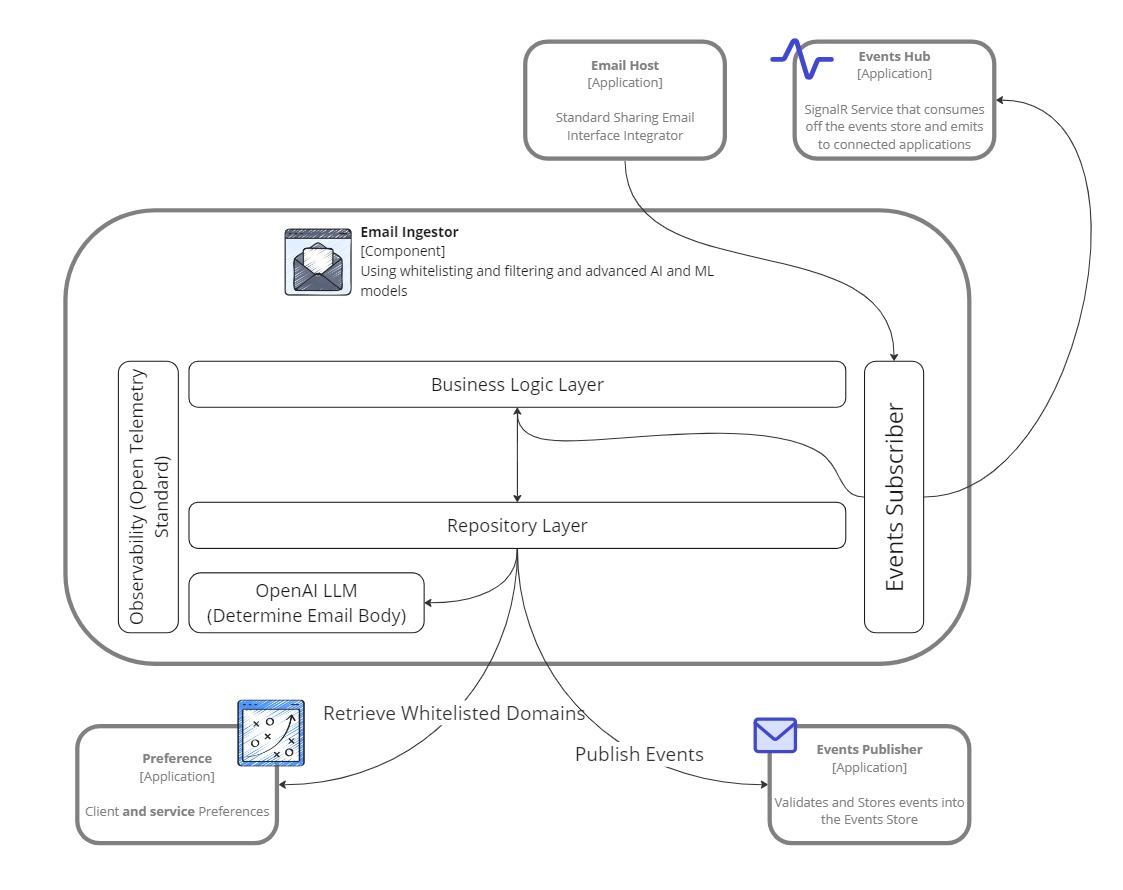 Email Host
[Application]
Standard Sharing Email
Interface Integrator
Events Hub
[Application]
SignalR Service that consumes
off the events store and emits
to connected applications
Email Ingestor
[Component]
Using whitelisting and filtering and advanced AI and ML
models
Observability (Open Telemetry
Standard)
Business Logic Layer
Repository Layer
OpenAI LLM
(Determine Email Body)
Events Subscriber
Retrieve Whitelisted Domains
Publish Events
Preference
[Application]
Client and service Preferences
Events Publisher
[Application]
Validates and Stores events into
the Events Store